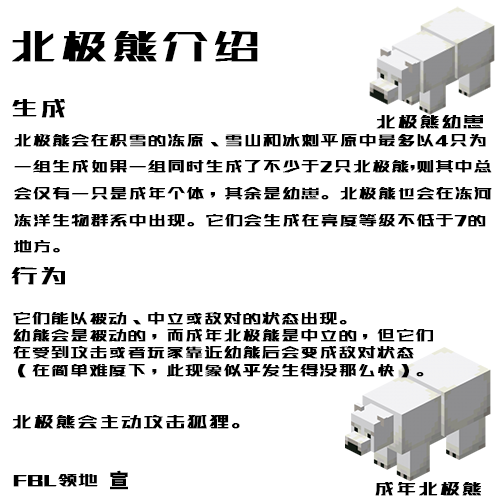 北极熊介绍
北极熊幼崽
生成
北极熊会在积雪的冻原、雪山和冰刺平原中最多以4只为
一组生成如果一组同时生成了不少于2只北极熊,则其中总
会仅有一只是成年个体，其余是幼崽。北极熊也会在冻河
冻洋生物群系中出现。它们会生成在亮度等级不低于7的
地方。
行为
它们能以被动、中立或敌对的状态出现。
幼熊会是被动的，而成年北极熊是中立的，但它们
在受到攻击或者玩家靠近幼熊后会变成敌对状态
（在简单难度下，此现象似乎发生得没那么快）。
北极熊会主动攻击狐狸。
FBL领地 宣
成年北极熊